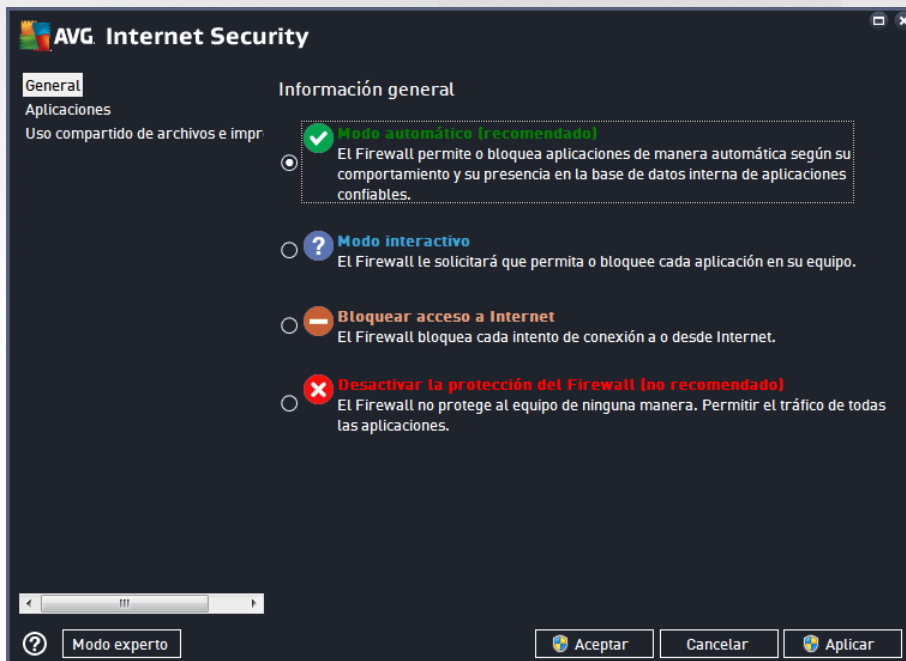 AVG Internet Security
General
Aplicaciones
Uso compartido de archivos e impr
Información general
Modo automático (recomendado)
El Firewall permite o bloquea aplicaciones de manera automática según su
comportamiento y su presencia en la base de datos interna de aplicaciones
confiables.
Modo interactivo
El Firewall le solicitará que permita o bloquee cada aplicación en su equipo.
Bloquear acceso a Internet
El Firewall bloquea cada intento de conexión a o desde Internet.
Desactivar la protección del Firewall (no recomendado)
El Firewall no protege al equipo de ninguna manera. Permitir el tráfico de todas
las aplicaciones.
Modo experto
Aceptar
Cancelar
Aplicar